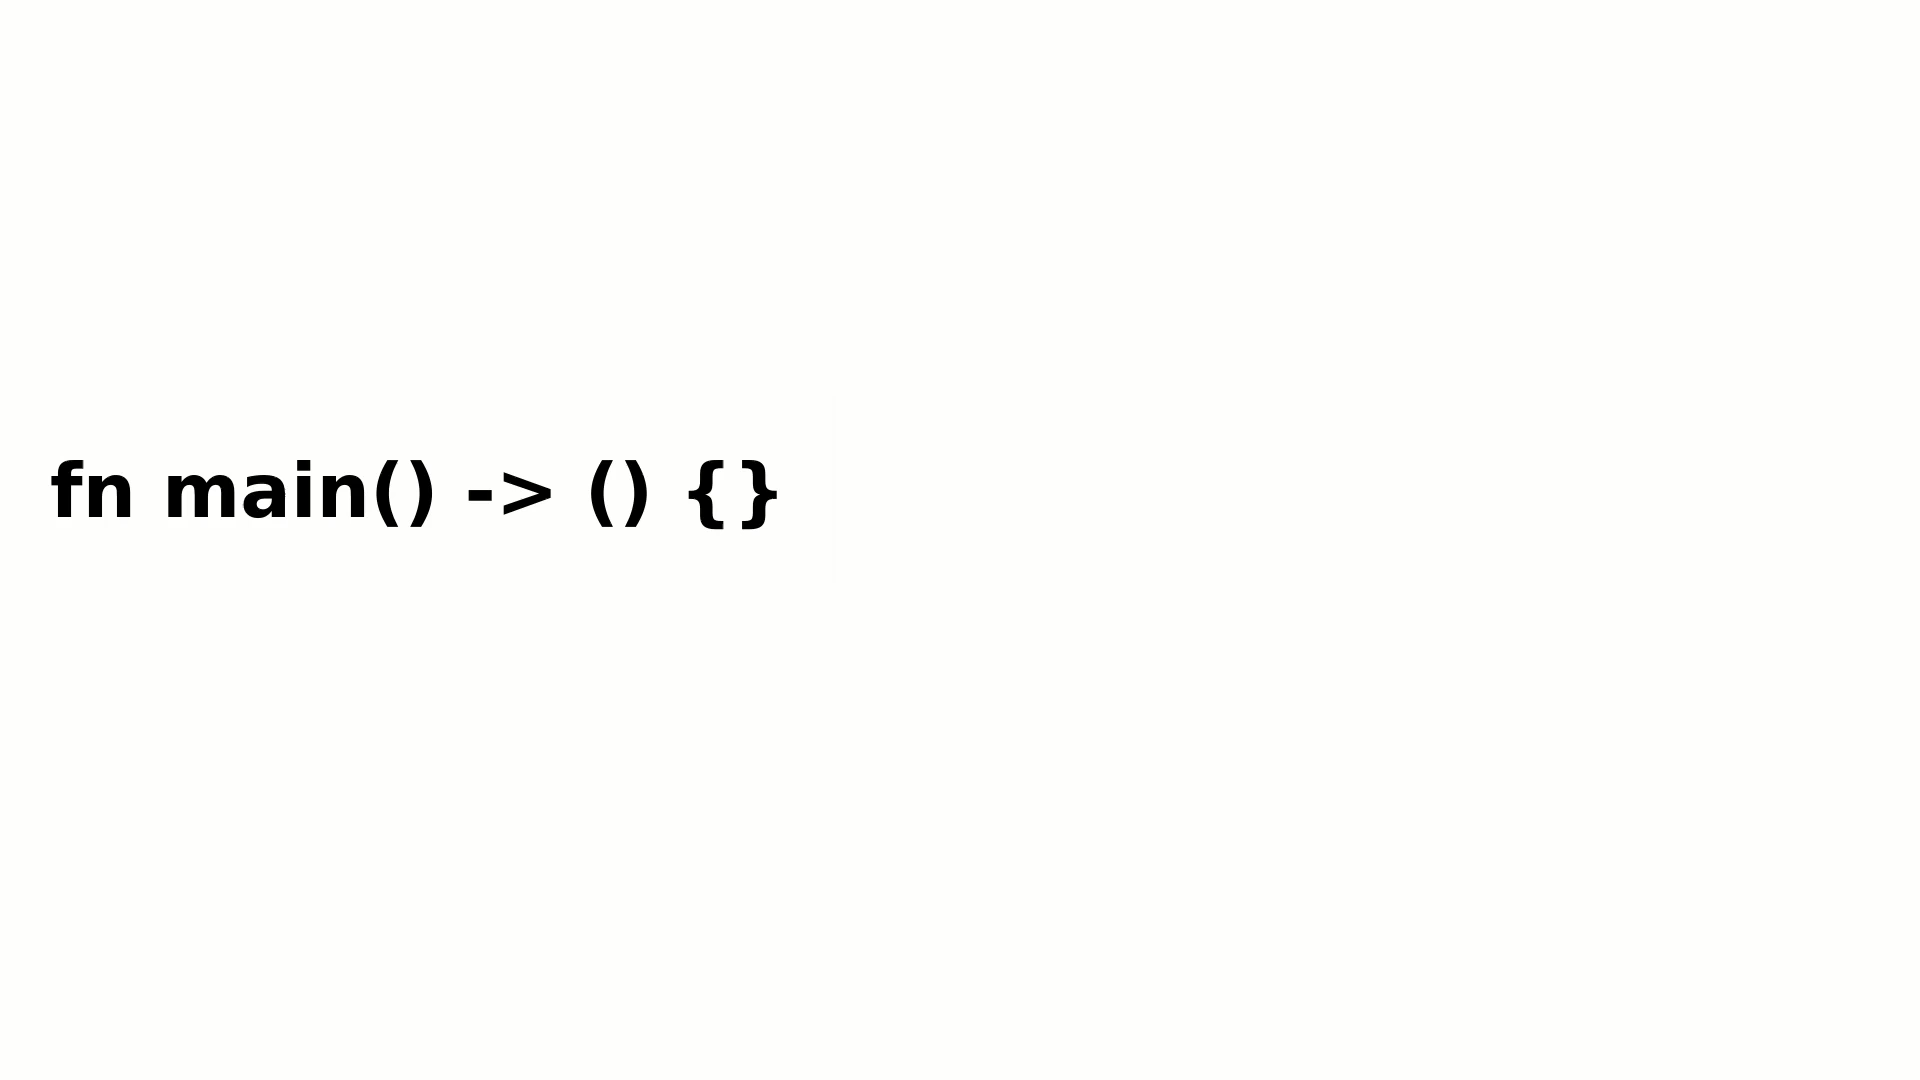 fn main() -> () {}